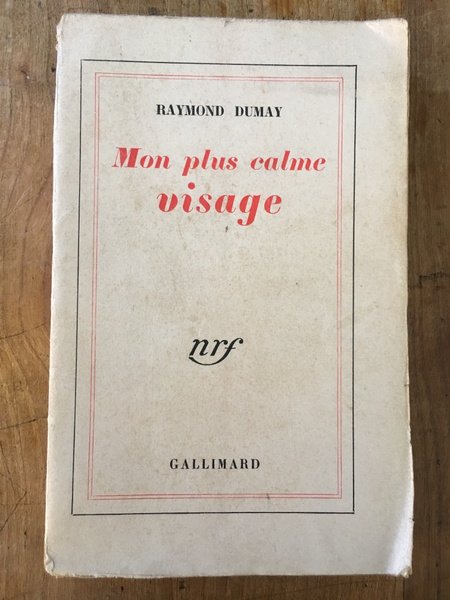 RAYMOND DUMAY
Mon plus calme
visage
nrf
GALLIMARD